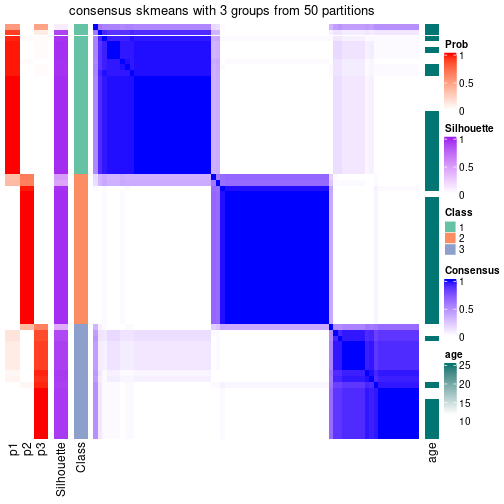 consensus skmeans with 3 groups from 50 partitions
Prob
1
0.5
0
Silhouette
1
0.5
0
Class
1
2
3
Consensus
1
0.5
0
age
25
20
15
10
p1
p2
p3
Silhouette
Class
age